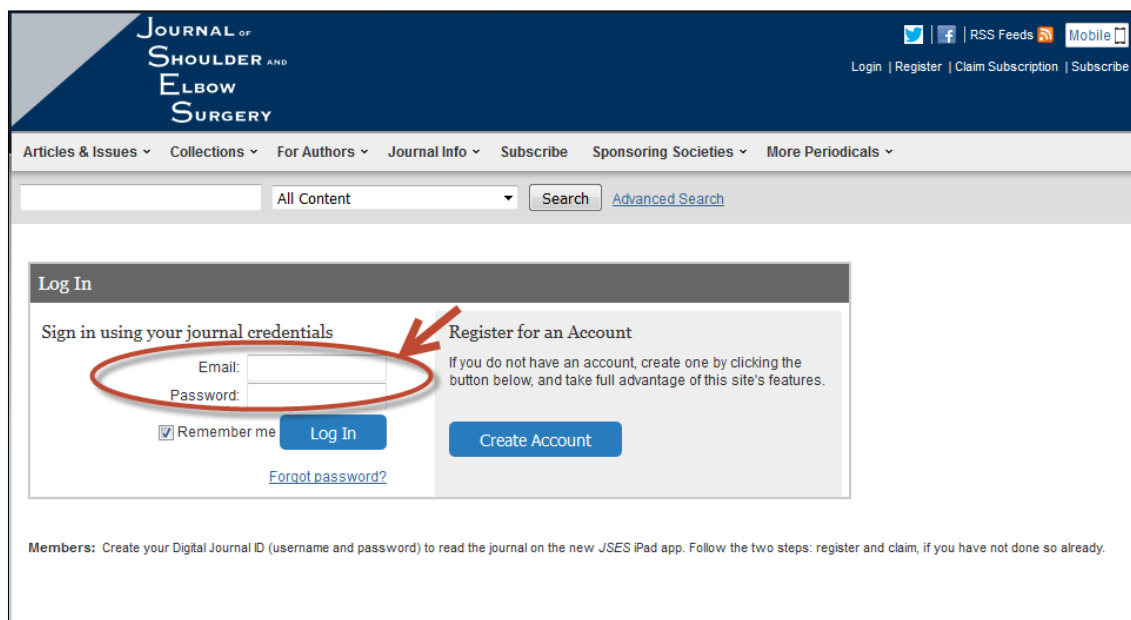 JOURNAL OF
SHOULDER AND
ELBOW
SURGERY
RSS Feeds Mobile
Login | Register | Claim Subscription | Subscribe
Articles & Issues Collections For Authors Journal Info Subscribe Sponsoring Societies More Periodicals
All Content Search Advanced Search
Log In
Sign in using your journal credentials
Email:
Password:
Remember me Log In
Forgot password?
Register for an Account
If you do not have an account, create one by clicking the
button below, and take full advantage of this site's features.
Create Account
Members: Create your Digital Journal ID (username and password) to read the journal on the new JSES iPad app. Follow the two steps: register and claim, if you have not done so already.